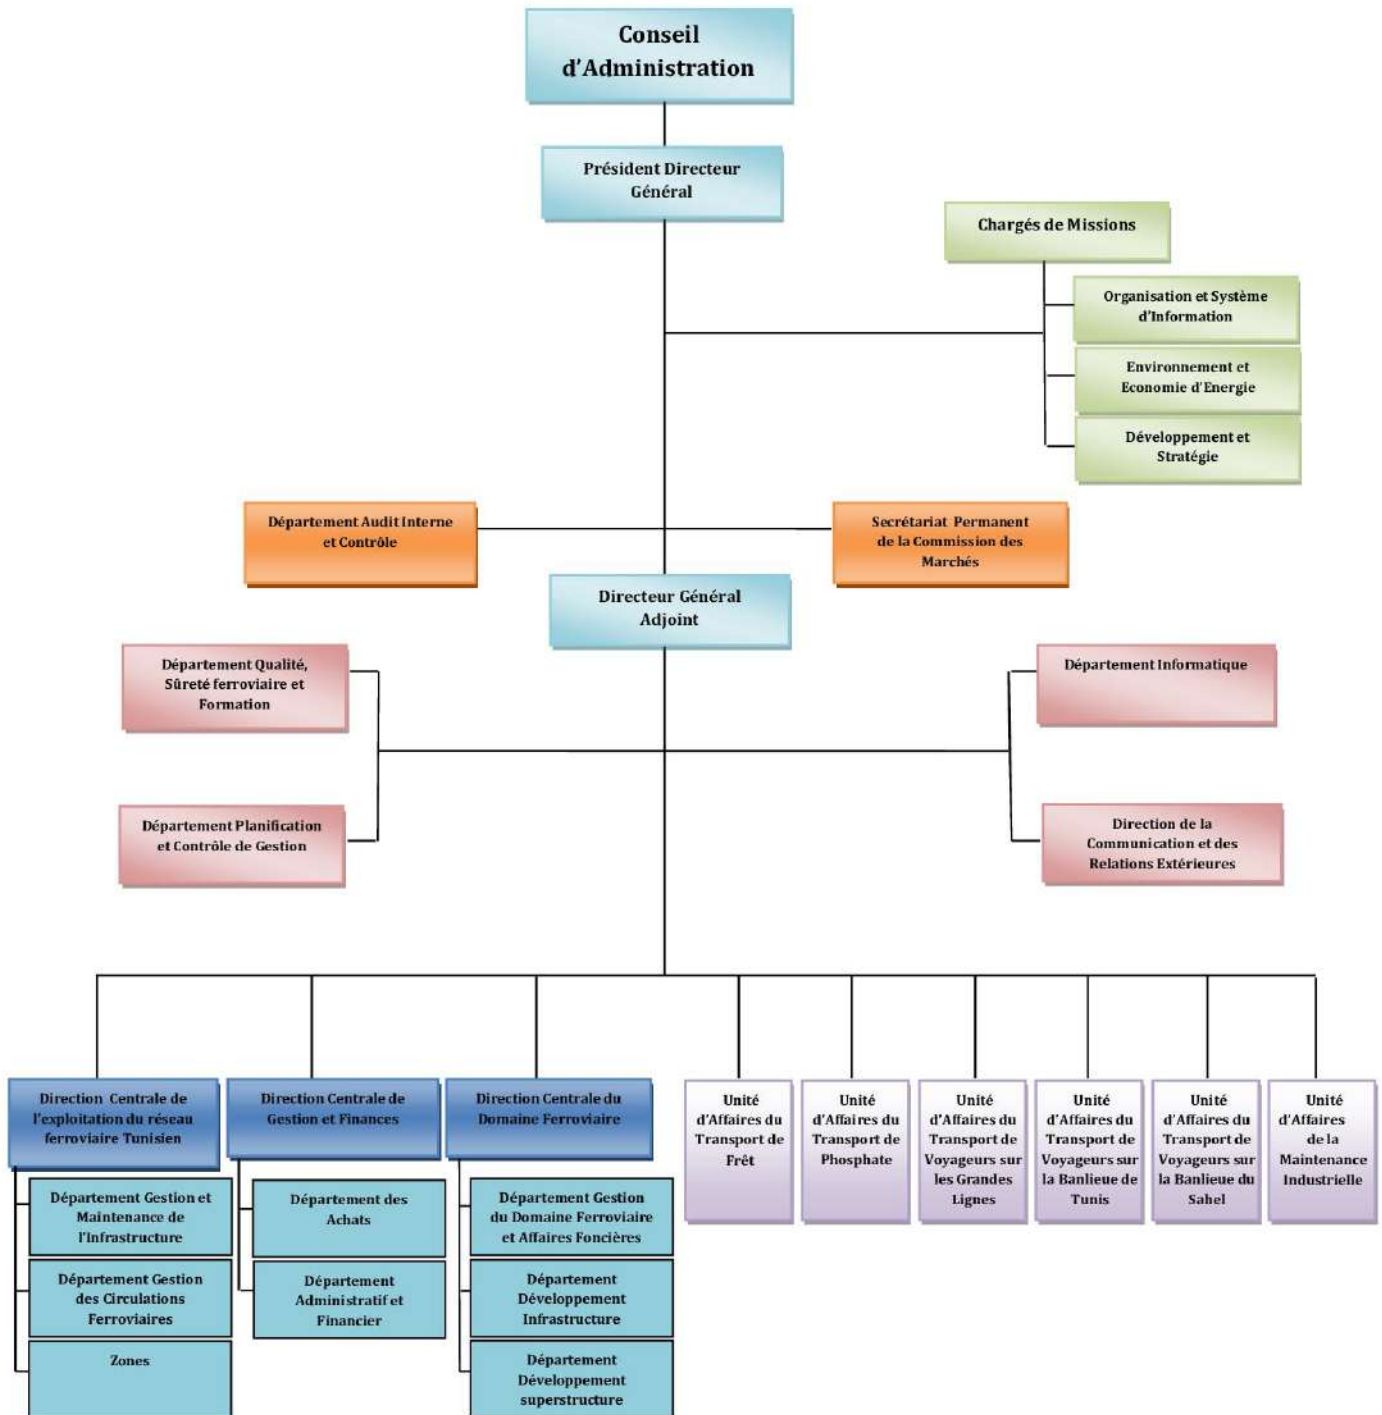 Conseil
d'Administration
Président Directeur
Général
Chargés de Missions
Organisation et Système
d'Information
Environnement et
Economie d'Energie
Développement et
Stratégie
Département Audit Interne
et Contrôle
Secrétariat Permanent
de la Commission des
Marchés
Directeur Général
Adjoint
Département Qualité,
Sûreté ferroviaire et
Formation
Département Informatique
Département Planification
et Contrôle de Gestion
Direction de la
Communication et des
Relations Extérieures
Direction Centrale de
l'exploitation du réseau
ferroviaire Tunisien
Département Gestion et
Maintenance de
l'Infrastructure
Département Gestion
des Circulations
Ferroviaires
Zones
Direction Centrale de
Gestion et Finances
Département des
Achats
Département
Administratif et
Financier
Direction Centrale du
Domaine Ferroviaire
Département Gestion
du Domaine Ferroviaire
et Affaires Foncières
Département
Développement
Infrastructure
Département
Développement
superstructure
Unité
d'Affaires du
Transport de
Frêt
Unité
d'Affaires du
Transport de
Phosphate
Unité
d'Affaires du
Transport de
Voyageurs sur
les Grandes
Lignes
Unité
d'Affaires du
Transport de
Voyageurs sur
la Banlieue de
Tunis
Unité
d'Affaires du
Transport de
Voyageurs sur
la Banlieue du
Sahel
Unité
d'Affaires
de la
Maintenance
Industrielle